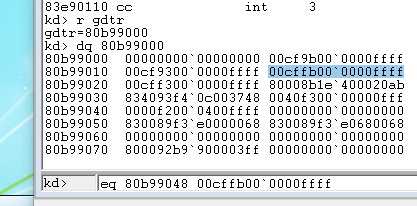 83e90110 cc int 3
kd> r gdtr
gdtr=80b99000
kd> dq 80b99000
80b99000 00000000`00000000 00cf9b00`0000ffff
80b99010 00cf9300`0000ffff 00cffb00`0000ffff
80b99020 00cff300`0000ffff 80008b1e`400020ab
80b99030 834093f4`0c003748 0040f300`0000ffff
80b99040 0000f200`0400ffff 00000000`00000000
80b99050 830089f3`e0000068 830089f3`e0680068
80b99060 00000000`00000000 00000000`00000000
80b99070 800092b9`900003ff 00000000`00000000
kd> eq 80b99048 00cffb00`0000ffff